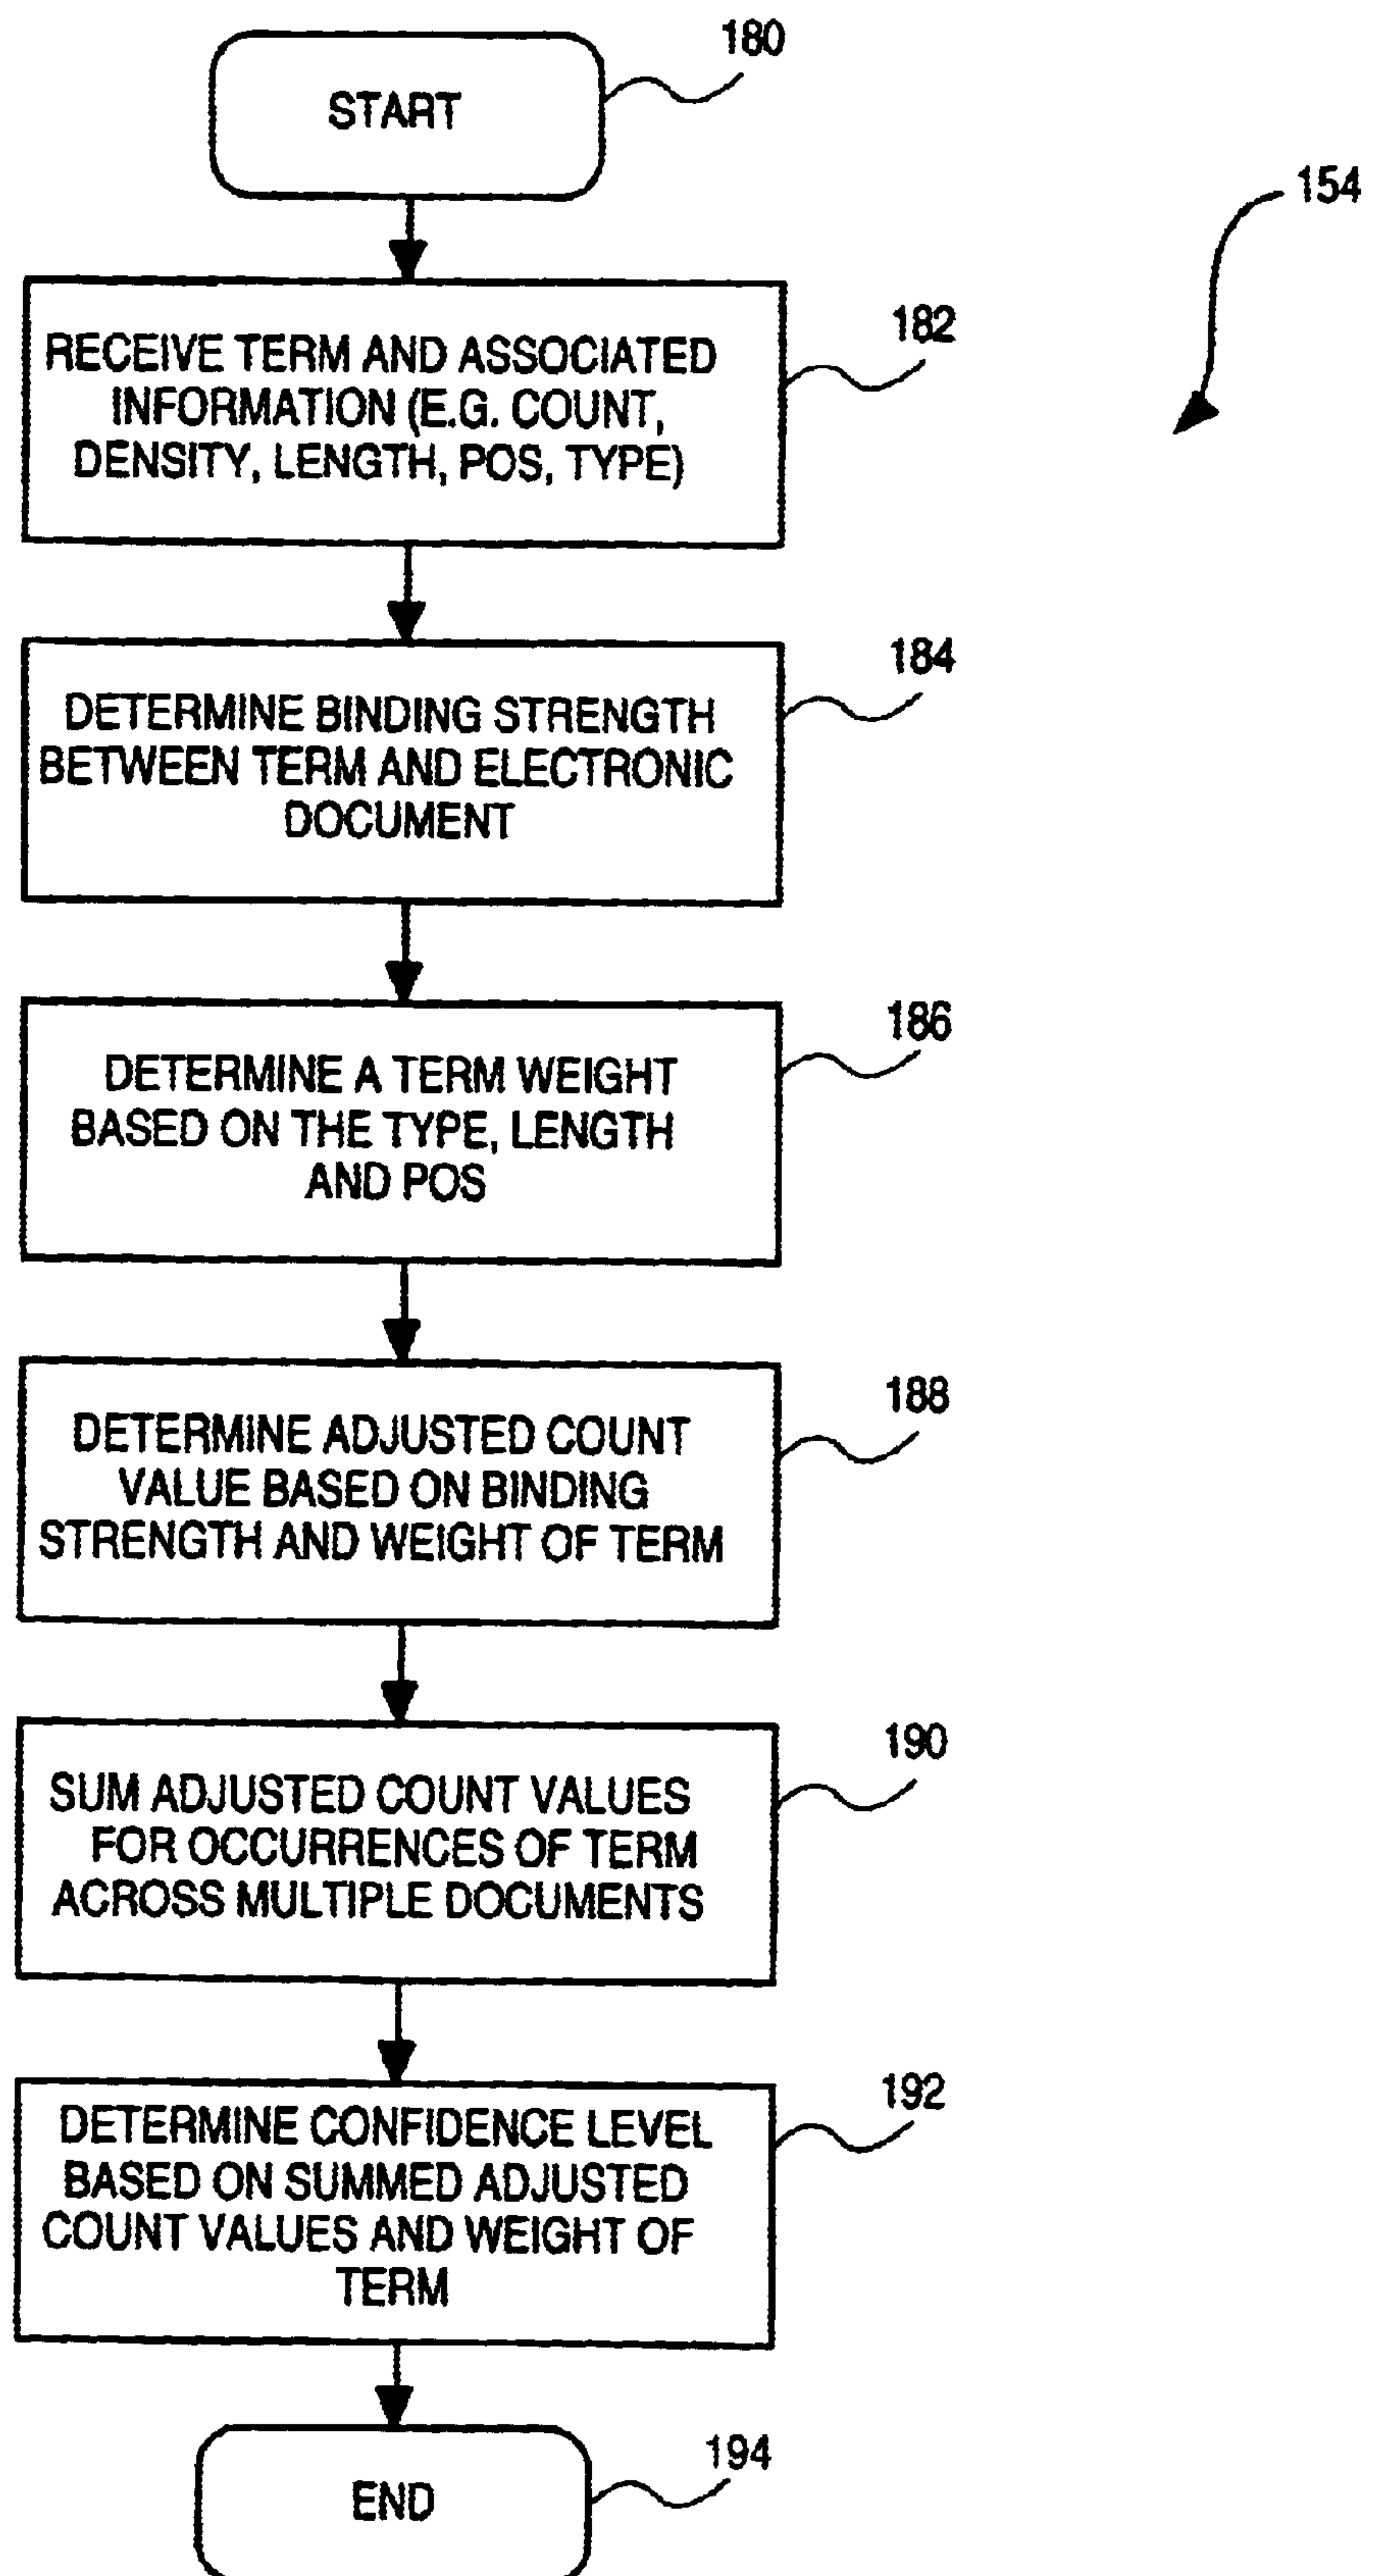 180
START
154
182
RECEIVE TERM AND ASSOCIATED
INFORMATION (E.G. COUNT,
DENSITY, LENGTH, POS, TYPE)
184
DETERMINE BINDING STRENGTH
BETWEEN TERM AND ELECTRONIC
DOCUMENT
186
DETERMINE A TERM WEIGHT
BASED ON THE TYPE, LENGTH
AND POS
188
DETERMINE ADJUSTED COUNT
VALUE BASED ON BINDING
STRENGTH AND WEIGHT OF TERM
190
SUM ADJUSTED COUNT VALUES
FOR OCCURRENCES OF TERM
ACROSS MULTIPLE DOCUMENTS
192
DETERMINE CONFIDENCE LEVEL
BASED ON SUMMED ADJUSTED
COUNT VALUES AND WEIGHT OF
TERM
194
END